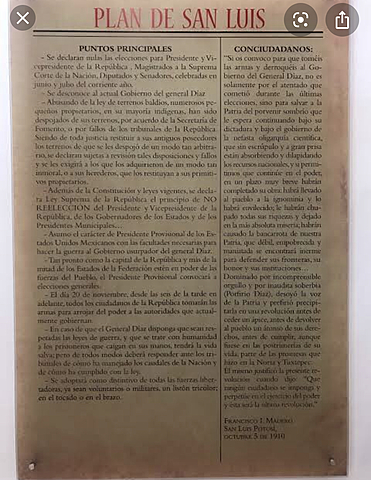 PLAN DE SAN LUIS
PUNTOS PRINCIPALES
– Se declaran nulas las elecciones para Presidente y Vi-
cepresidente de la República, Magistrados a la Suprema
Corte de la Nación, Diputados y Senadores, celebradas en
junio y julio del corriente año.
– Se desconoce al actual Gobierno del general Díaz
– Abusando de la ley de terrenos baldíos, numerosos pe-
queños propietarios, en su mayoría indígenas, han sido
despojados de sus terrenos, por acuerdo de la Secretaría de
Fomento, o por fallos de los tribunales de la República.
Siendo de toda justicia restituir a sus antiguos poseedores
los terrenos de que se les despojó de un modo tan arbitra-
rio, se declaran sujetas a revisión tales disposiciones y fallos
y se les exigirá a los que los adquirieron de un modo tan
inmoral, o a sus herederos, que los restituyan a sus primiti-
vos propietarios.
– Además de la Constitución y leyes vigentes, se decla-
ra Ley Suprema de la República el principio de NO
REELECCIÓN del Presidente y Vicepresidente de la
República, de los Gobernadores de los Estados y de los
Presidentes Municipales...
– Asumo el carácter de Presidente Provisional de los Es-
tados Unidos Mexicanos con las facultades necesarias para
hacer la guerra al Gobierno usurpador del general Díaz.
– Tan pronto como la capital de la República y más de la
mitad de los Estados de la Federación estén en poder de las
fuerzas del Pueblo, el Presidente Provisional convocará a
elecciones generales.
– El día 20 de noviembre, desde las seis de la tarde en
adelante, todos los ciudadanos de la República tomarán las
armas para arrojar del poder a las autoridades que actual-
mente gobiernan.
– En caso de que el General Díaz disponga que sean res-
petadas las leyes de guerra, y que se trate con humanidad
a los prisioneros que caigan en sus manos, tendrá la vida
salva; pero de todos modos deberá responder ante los tri-
bunales de cómo ha manejado los caudales de la Nación y
de cómo ha cumplido con la ley.
– Se adoptará como distintivo de todas las fuerzas liber-
tadoras, ya sean voluntarios o militares, un listón tricolor;
en el tocado o en el brazo.
CONCIUDADANOS:
"Si os convoco para que toméis
las armas y derroquéis al Go-
bierno del General Díaz, no es
solamente por el atentado que
cometió durante las últimas
elecciones, sino para salvar a la
Patria del porvenir sombrío que
le espera continuando bajo su
dictadura y bajo el gobierno de
la nefasta oligarquía científica,
que sin escrúpulo y a gran prisa
están absorbiendo y dilapidando
los recursos nacionales, y si permi-
timos que continúe en el poder,
en un plazo muy breve habrán
completado su obra: habrá llevado
al pueblo a la ignominia y lo
habrá envilecido; le habrán chu-
pado todas sus riquezas y dejado
en la más absoluta miseria; habrán
causado la bancarrota de nuestra
Patria, que débil, empobrecida y
maniatada se encontrará inerme
para defender sus fronteras, su
honor y sus instituciones...
Dominado por incomprensible
orgullo y por inaudita soberbia
(Porfirio Díaz), desoyó la voz
de la Patria y prefirió precipi-
tarla en una revolución antes de
ceder un ápice, antes de devolver
al pueblo un átomo de sus dere-
chos, antes de cumplir, aunque
fuese en las postrimerías de su
vida, parte de las promesas que
hizo en la Noria y Tuxtepec.
El mismo justificó la presente re-
volución cuando dijo: "Que
ningún ciudadano se imponga y
perpetúe en el ejercicio del poder
y ésta será la última revolución."
FRANCISCO I. MADERO
SAN LUIS POTOSÍ,
OCTUBRE 5 DE 1910